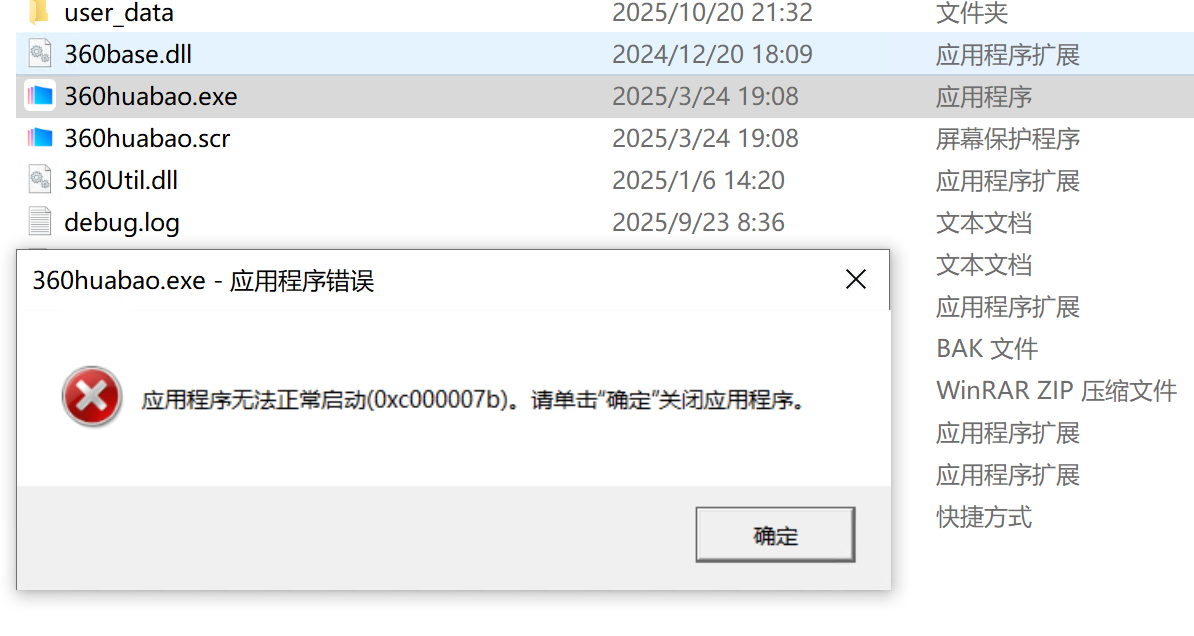 user_data 2025/10/20 21:32 文件夹
360base.dll 2024/12/20 18:09 应用程序扩展
360huabao.exe 2025/3/24 19:08 应用程序
360huabao.scr 2025/3/24 19:08 屏幕保护程序
360Util.dll 2025/1/6 14:20 应用程序扩展
debug.log 2025/9/23 8:36 文本文档
文本文档
应用程序扩展
BAK 文件
WinRAR ZIP 压缩文件
应用程序扩展
应用程序扩展
快捷方式
360huabao.exe - 应用程序错误
应用程序无法正常启动(0xc000007b)。请单击“确定”关闭应用程序。
确定